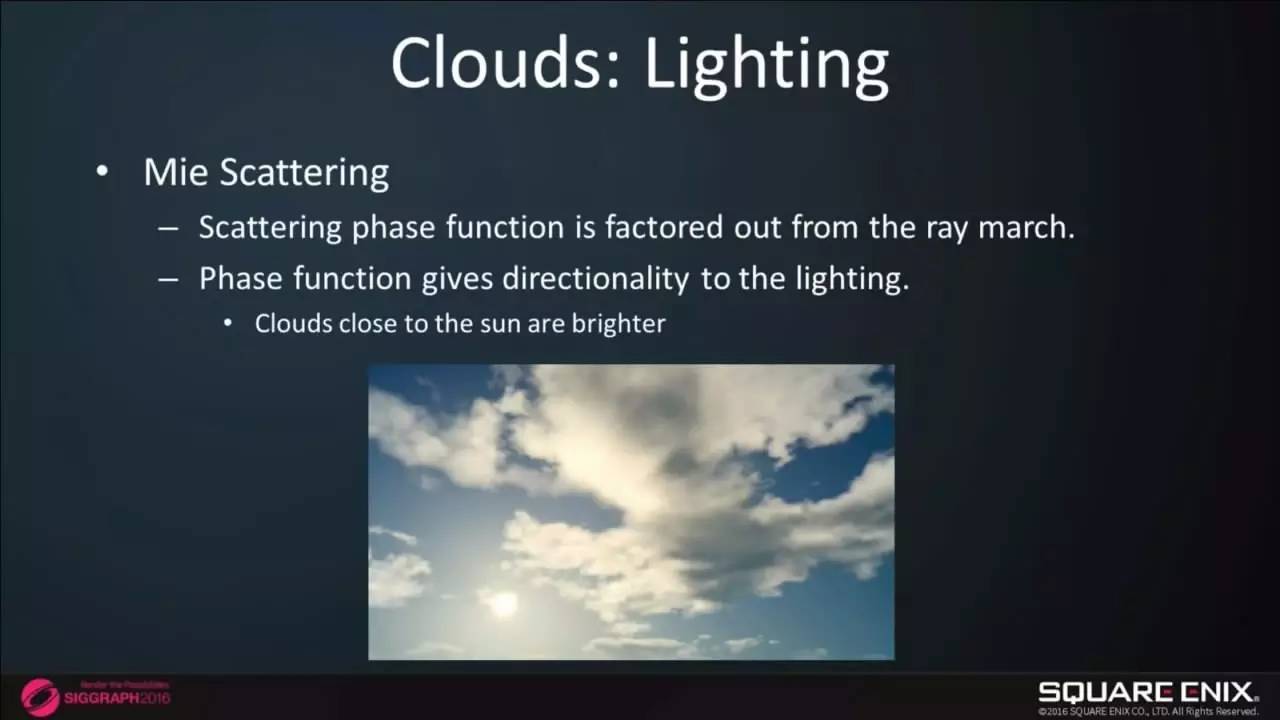 Clouds: Lighting
• Mie Scattering
– Scattering phase function is factored out from the ray march.
– Phase function gives directionality to the lighting.
• Clouds close to the sun are brighter
Render the Possibilities
SIGGRAPH2016
SQUARE ENIX®
©2016 SQUARE ENIX CO., LTD. All Rights Reserved.